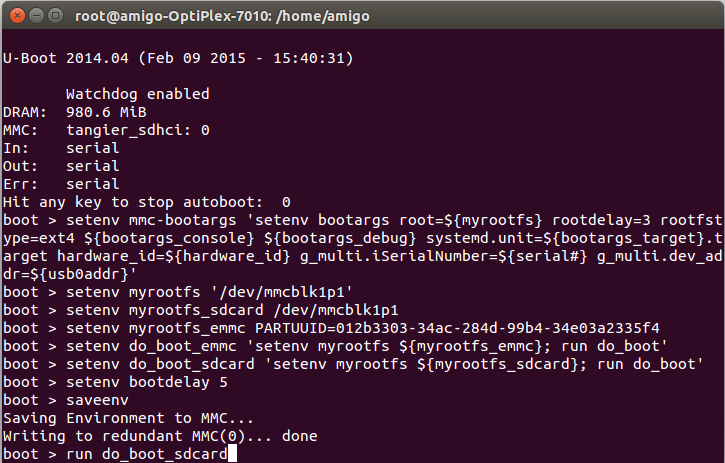 root@amigo-OptiPlex-7010: /home/amigo
U-Boot 2014.04 (Feb 09 2015 - 15:40:31)
Watchdog enabled
DRAM:  980.6 MiB
MMC:   tangier_sdhci: 0
In:    serial
Out:   serial
Err:   serial
Hit any key to stop autoboot:  0
boot > setenv mmc-bootargs 'setenv bootargs root=${myrootfs} rootdelay=3 rootfst
ype=ext4 ${bootargs_console} ${bootargs_debug} systemd.unit=${bootargs_target}.t
arget hardware_id=${hardware_id} g_multi.iSerialNumber=${serial#} g_multi.dev_ad
dr=${usb0addr}'
boot > setenv myrootfs '/dev/mmcblk1p1'
boot > setenv myrootfs_sdcard /dev/mmcblk1p1
boot > setenv myrootfs_emmc PARTUUID=012b3303-34ac-284d-99b4-34e03a2335f4
boot > setenv do_boot_emmc 'setenv myrootfs ${myrootfs_emmc}; run do_boot'
boot > setenv do_boot_sdcard 'setenv myrootfs ${myrootfs_sdcard}; run do_boot'
boot > setenv bootdelay 5
boot > saveenv
Saving Environment to MMC...
Writing to redundant MMC(0)... done
boot > run do_boot_sdcard